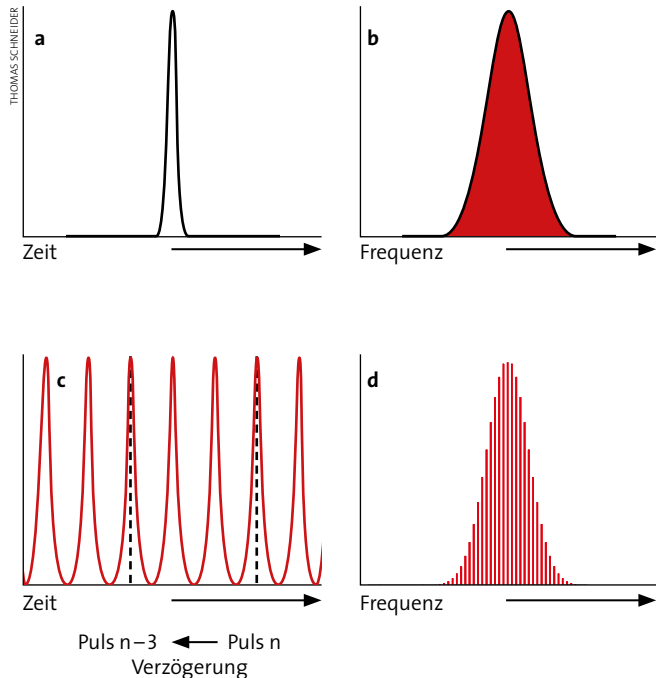 THOMAS SCHNEIDER
a
b
Zeit
Frequenz
c
d
Zeit
Frequenz
Puls n–3 Puls n
Verzögerung